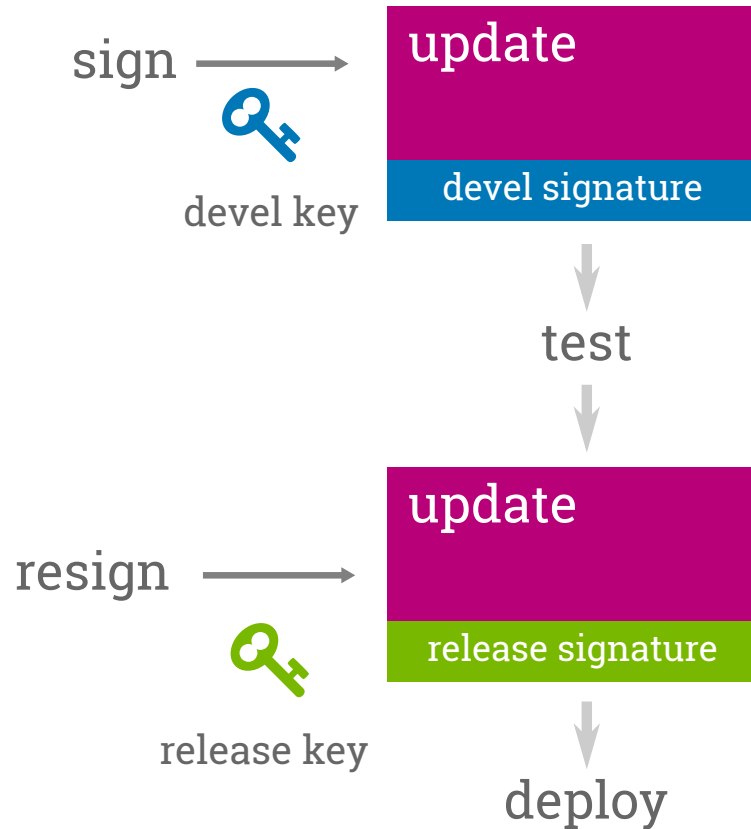 sign
update
devel key
devel signature
test
resign
update
release key
release signature
deploy